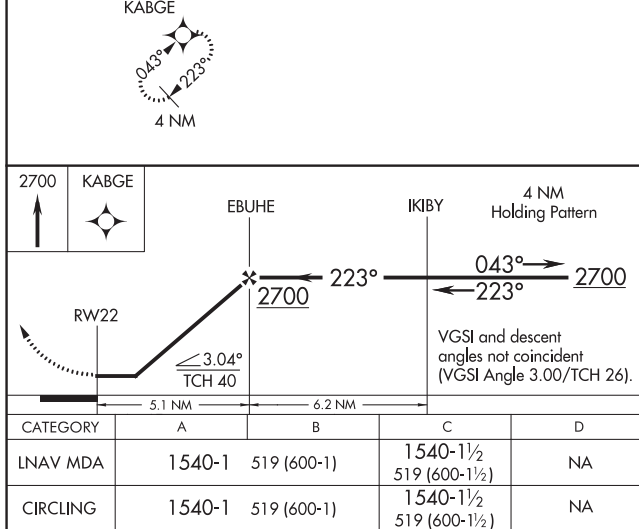 KABGE
043°
223°
4 NM
2700 KABGE
EBUHE
IKIBY
4 NM
Holding Pattern
223°
043°
223°
2700
2700
RW22
3.04°
TCH 40
VGSI and descent
angles not coincident
(VGSI Angle 3.00/TCH 26).
5.1 NM
6.2 NM
CATEGORY A B C D
LNAV MDA 1540-1 519 (600-1) 1540-1½ 519 (600-1½) NA
CIRCLING 1540-1 519 (600-1) 1540-1½ 519 (600-1½) NA